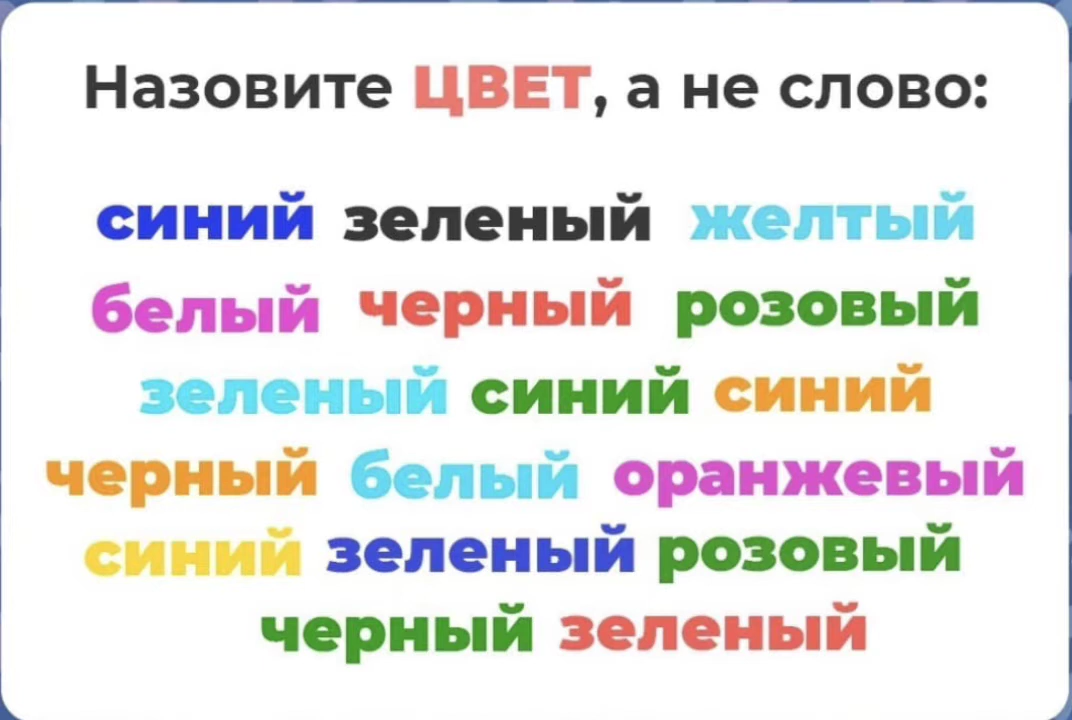 Назовите ЦВЕТ, а не слово:
синий зеленый желтый
белый черный розовый
зеленый синий синий
черный белый оранжевый
синий зеленый розовый
черный зеленый